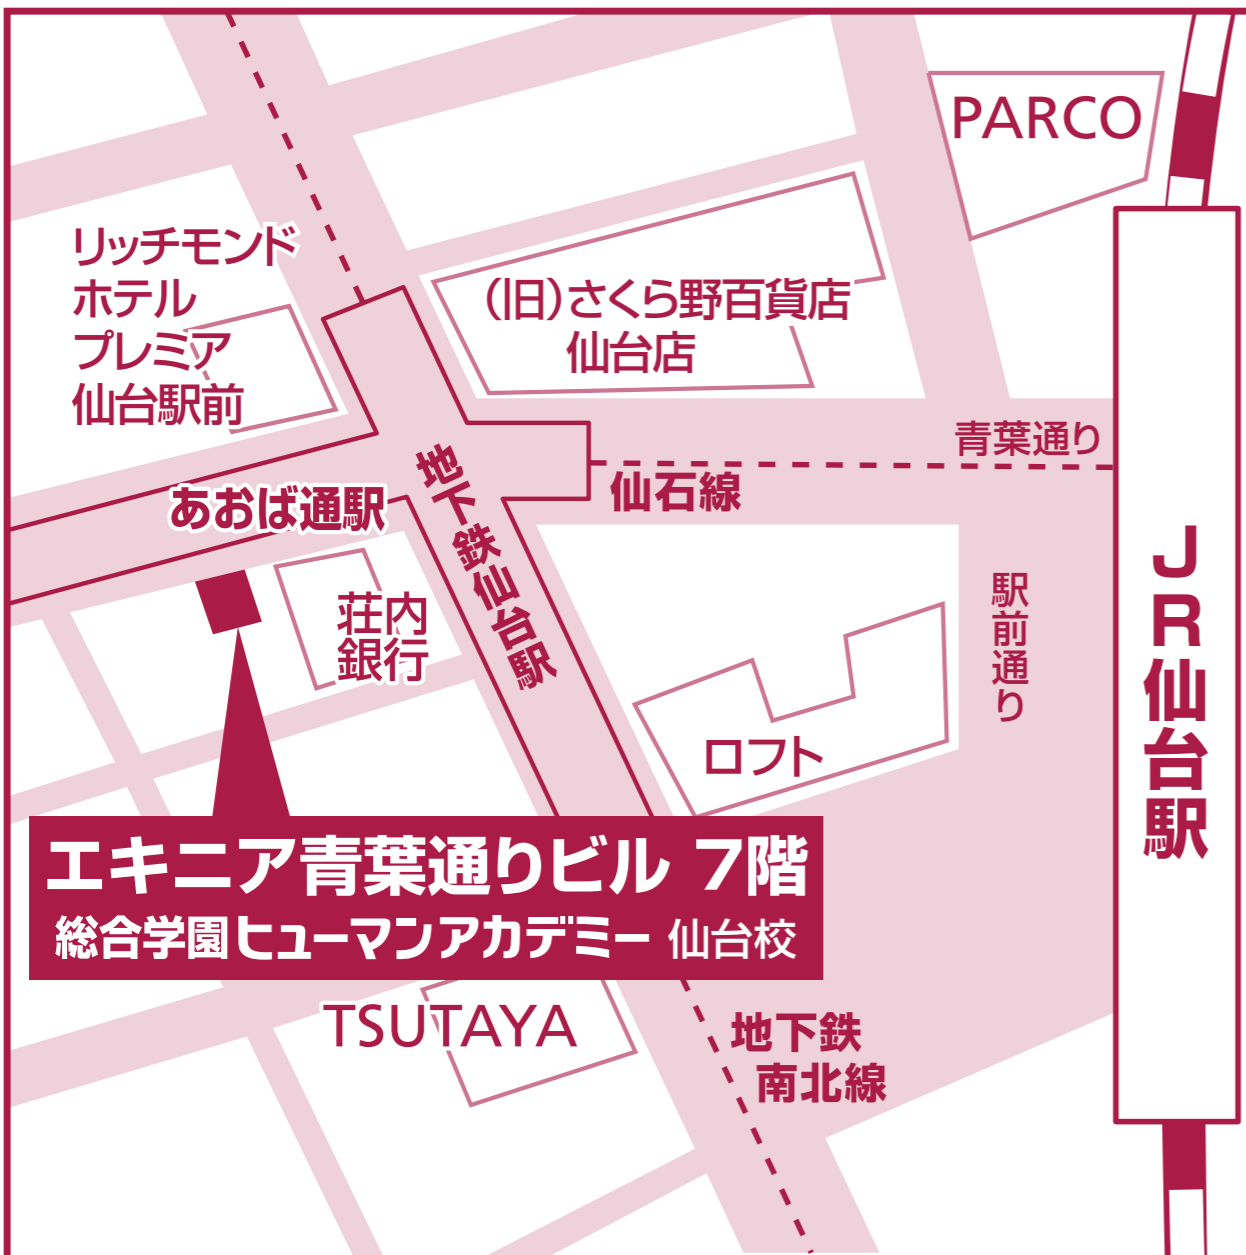 PARCO
リッチモンド
ホテル
プレミア
仙台駅前
(旧)さくら野百貨店
仙台店
青葉通り
仙石線
あおば通駅
地下鉄仙台駅
荘内
銀行
駅前通り
JR仙台駅
ロフト
エキニア青葉通りビル 7階
総合学園ヒューマンアカデミー 仙台校
TSUTAYA
地下鉄
南北線